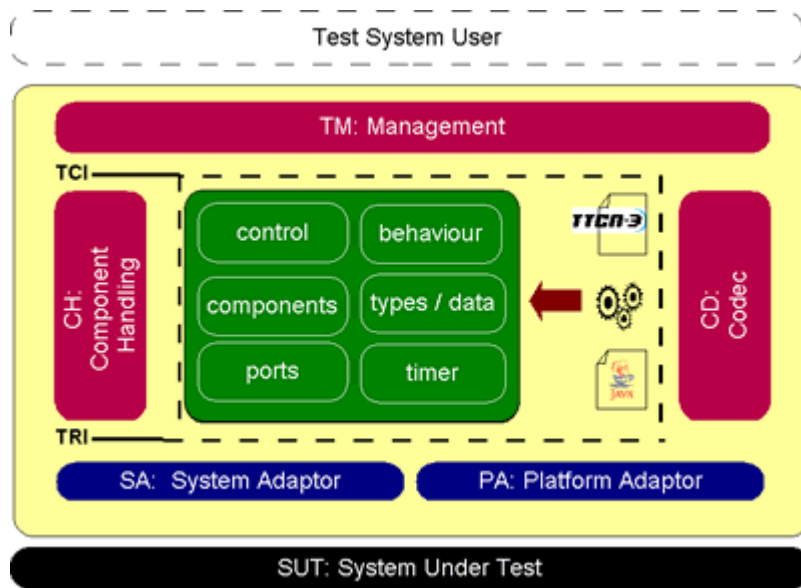 Test System User
TM: Management
TCI
CH:
Component
Handling
control
behaviour
components
types / data
ports
timer
TTCN-3
JAVA
CD:
Codec
TRI
SA: System Adaptor
PA: Platform Adaptor
SUT: System Under Test